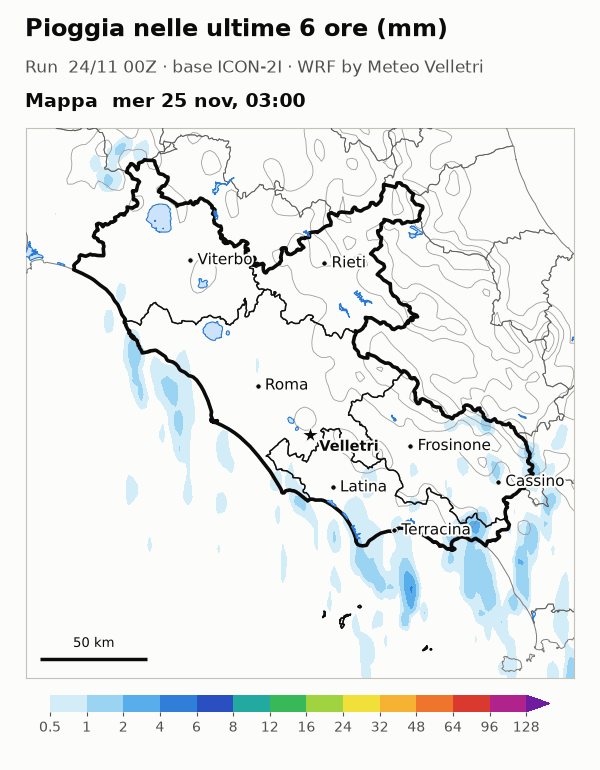 Pioggia nelle ultime 6 ore (mm)
Run 24/11 00Z · base ICON-2I · WRF by Meteo Velletri
Mappa mer 25 nov, 03:00
Viterbo
Rieti
Roma
Velletri
Frosinone
Cassino
Latina
Terracina
50 km
0.5 1 2 4 6 8 12 16 24 32 48 64 96 128